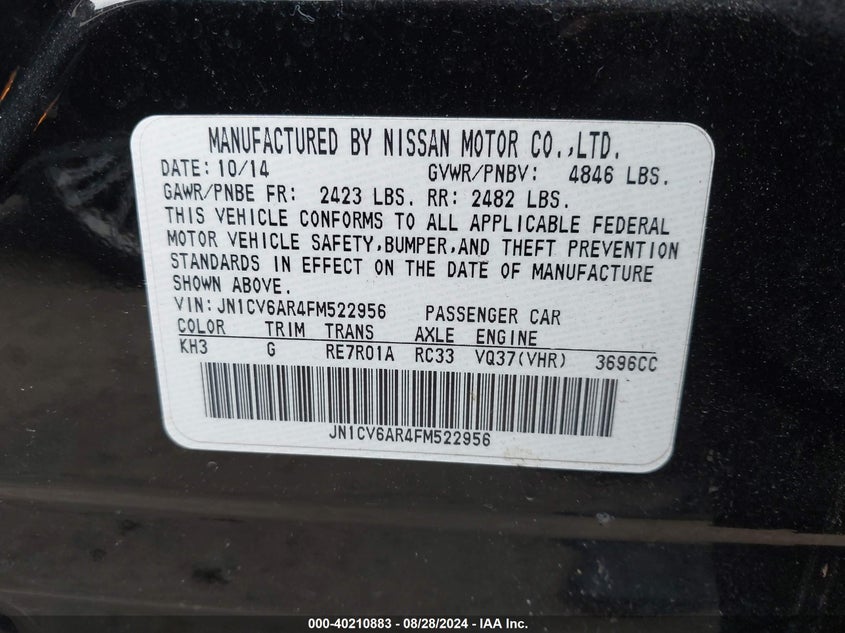 MANUFACTURED BY NISSAN MOTOR CO.,LTD.
DATE: 10/14 GVWR/PNBV: 4846 LBS.
GAWR/PNBE FR: 2423 LBS. RR: 2482 LBS.
THIS VEHICLE CONFORMS TO ALL APPLICABLE FEDERAL
MOTOR VEHICLE SAFETY,BUMPER,AND THEFT PREVENTION
STANDARDS IN EFFECT ON THE DATE OF MANUFACTURE
SHOWN ABOVE.
VIN:JN1CV6AR4FM522956 PASSENGER CAR
COLOR TRIM TRANS AXLE ENGINE
KH3 G RE7R01A RC33 VQ37(VHR) 3696CC
JN1CV6AR4FM522956
000-40210883 - 08/28/2024 - IAA Inc.